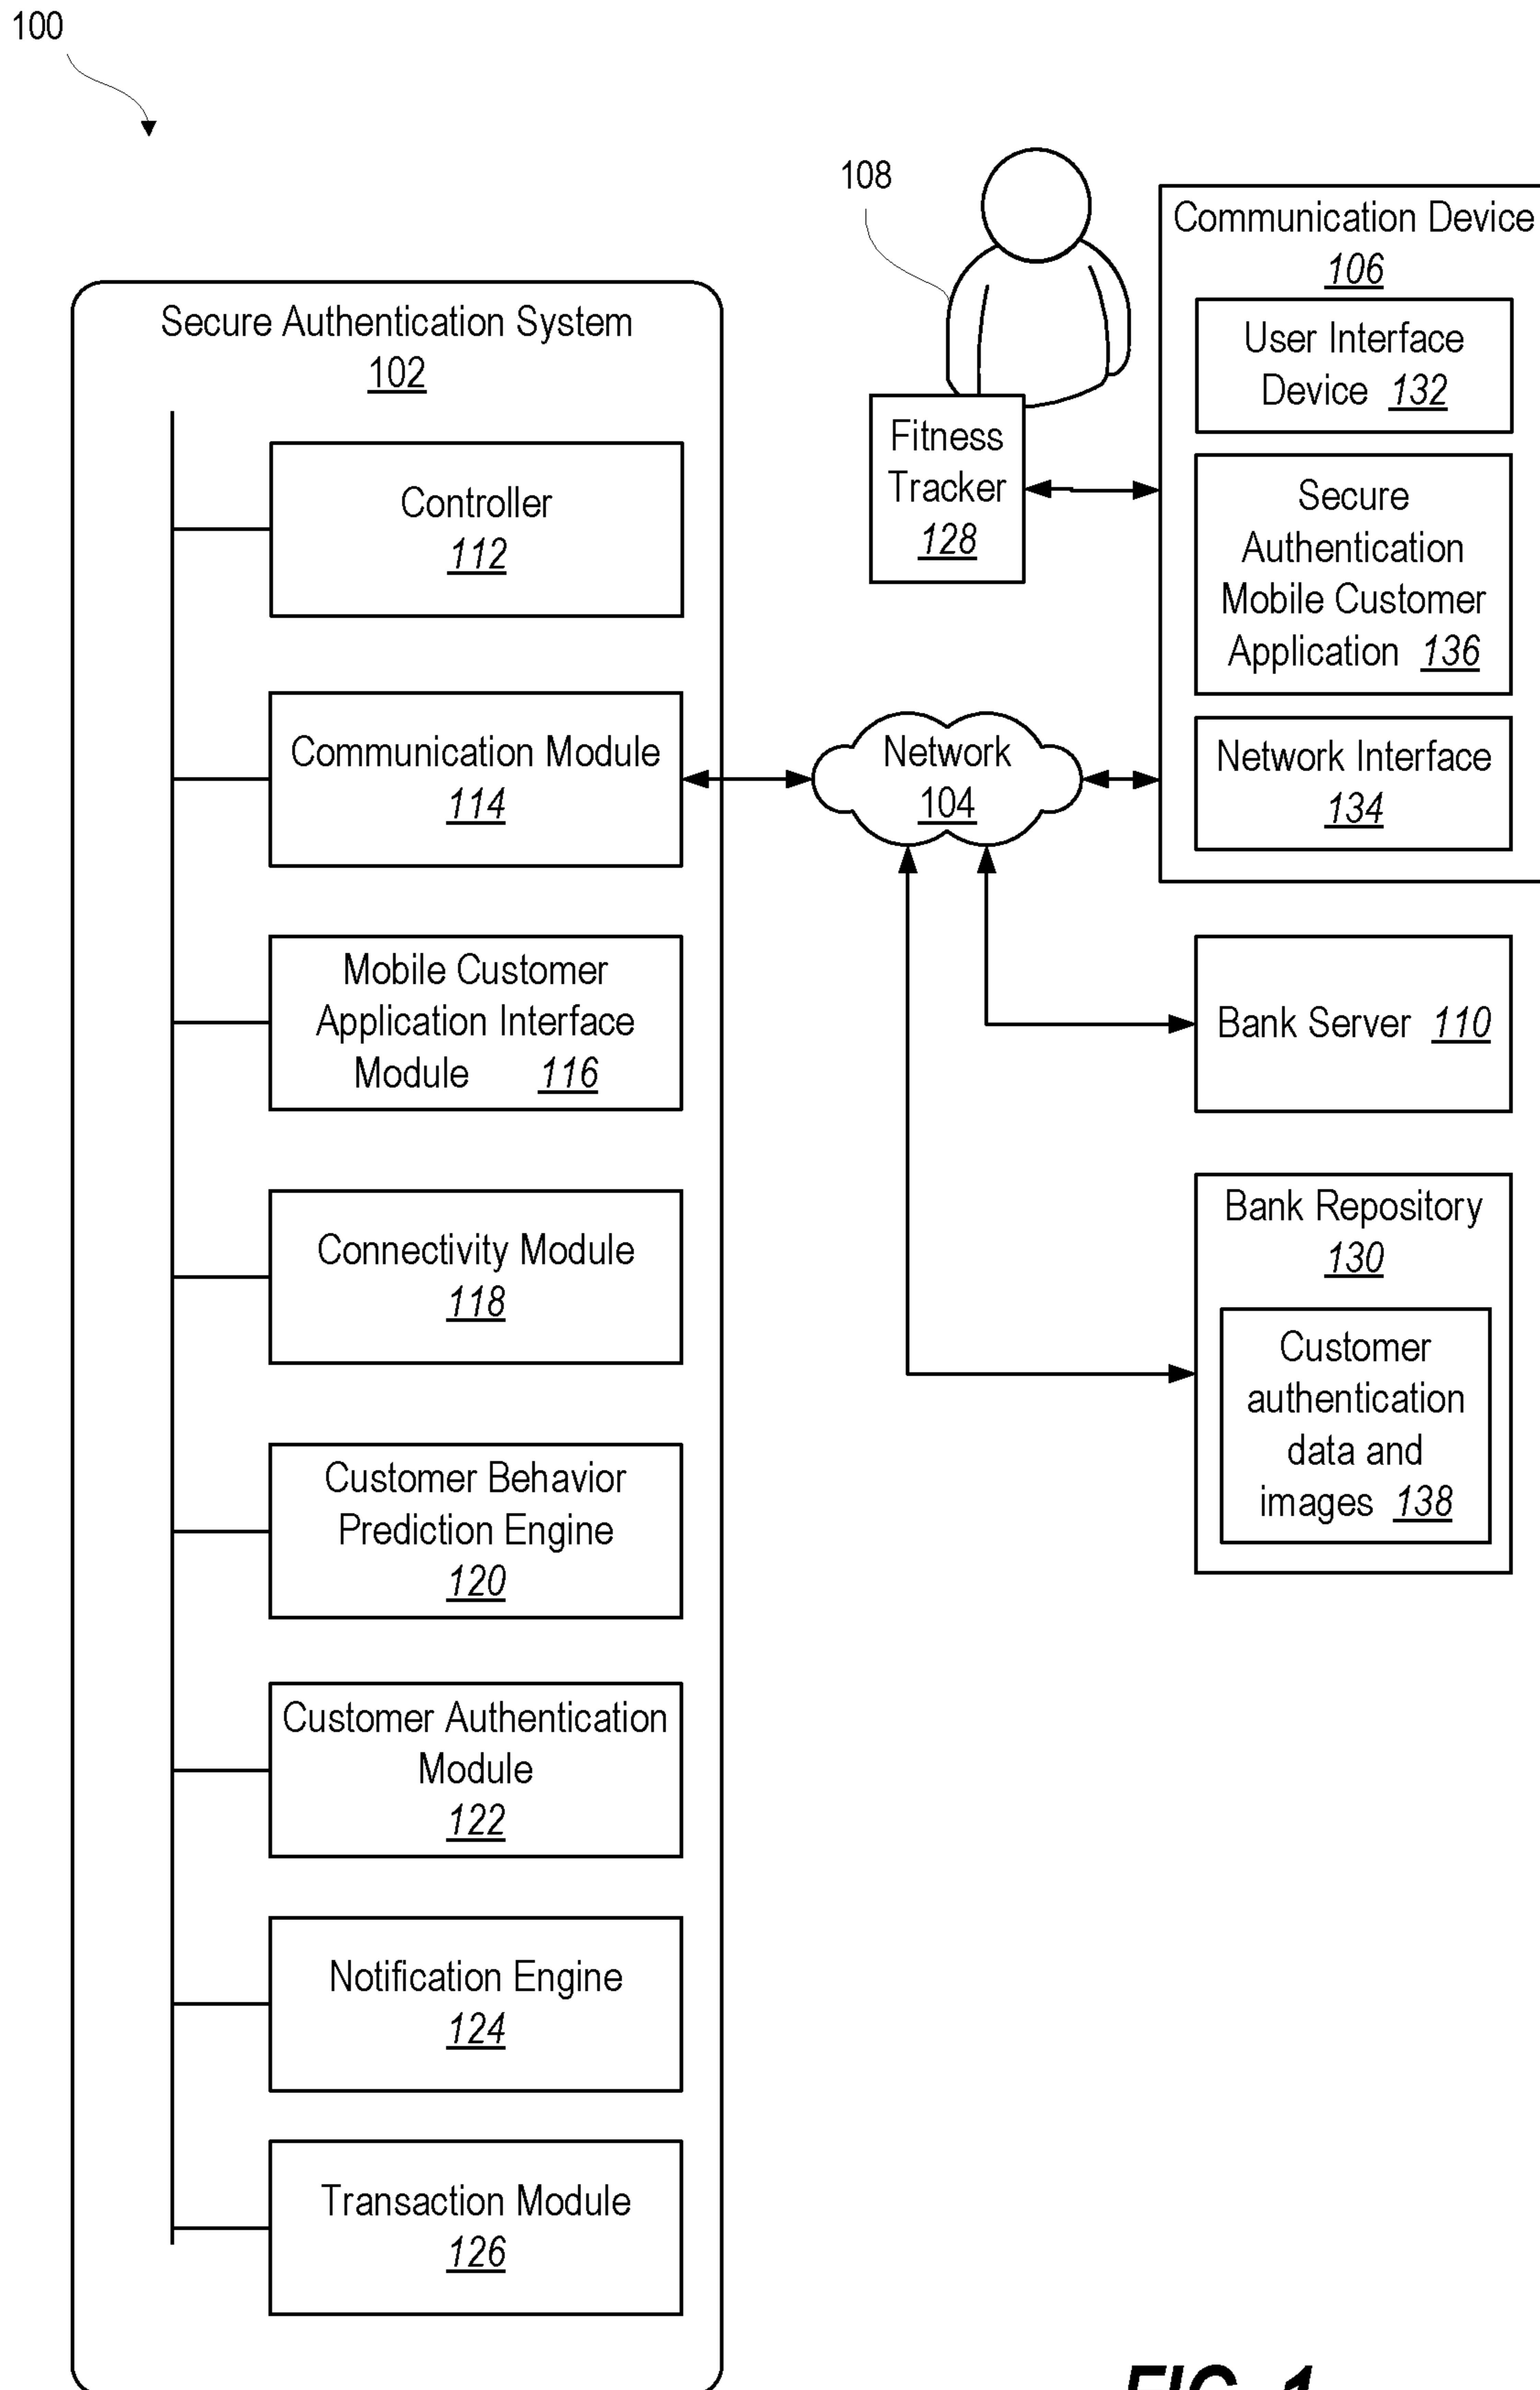 100
108
Secure Authentication System
102
Controller
112
Communication Module
114
Mobile Customer
Application Interface
Module 116
Connectivity Module
118
Customer Behavior
Prediction Engine
120
Customer Authentication
Module
122
Notification Engine
124
Transaction Module
126
Fitness
Tracker
128
Network
104
Communication Device
106
User Interface
Device 132
Secure
Authentication
Mobile Customer
Application 136
Network Interface
134
Bank Server 110
Bank Repository
130
Customer
authentication
data and
images 138
FIG. 1